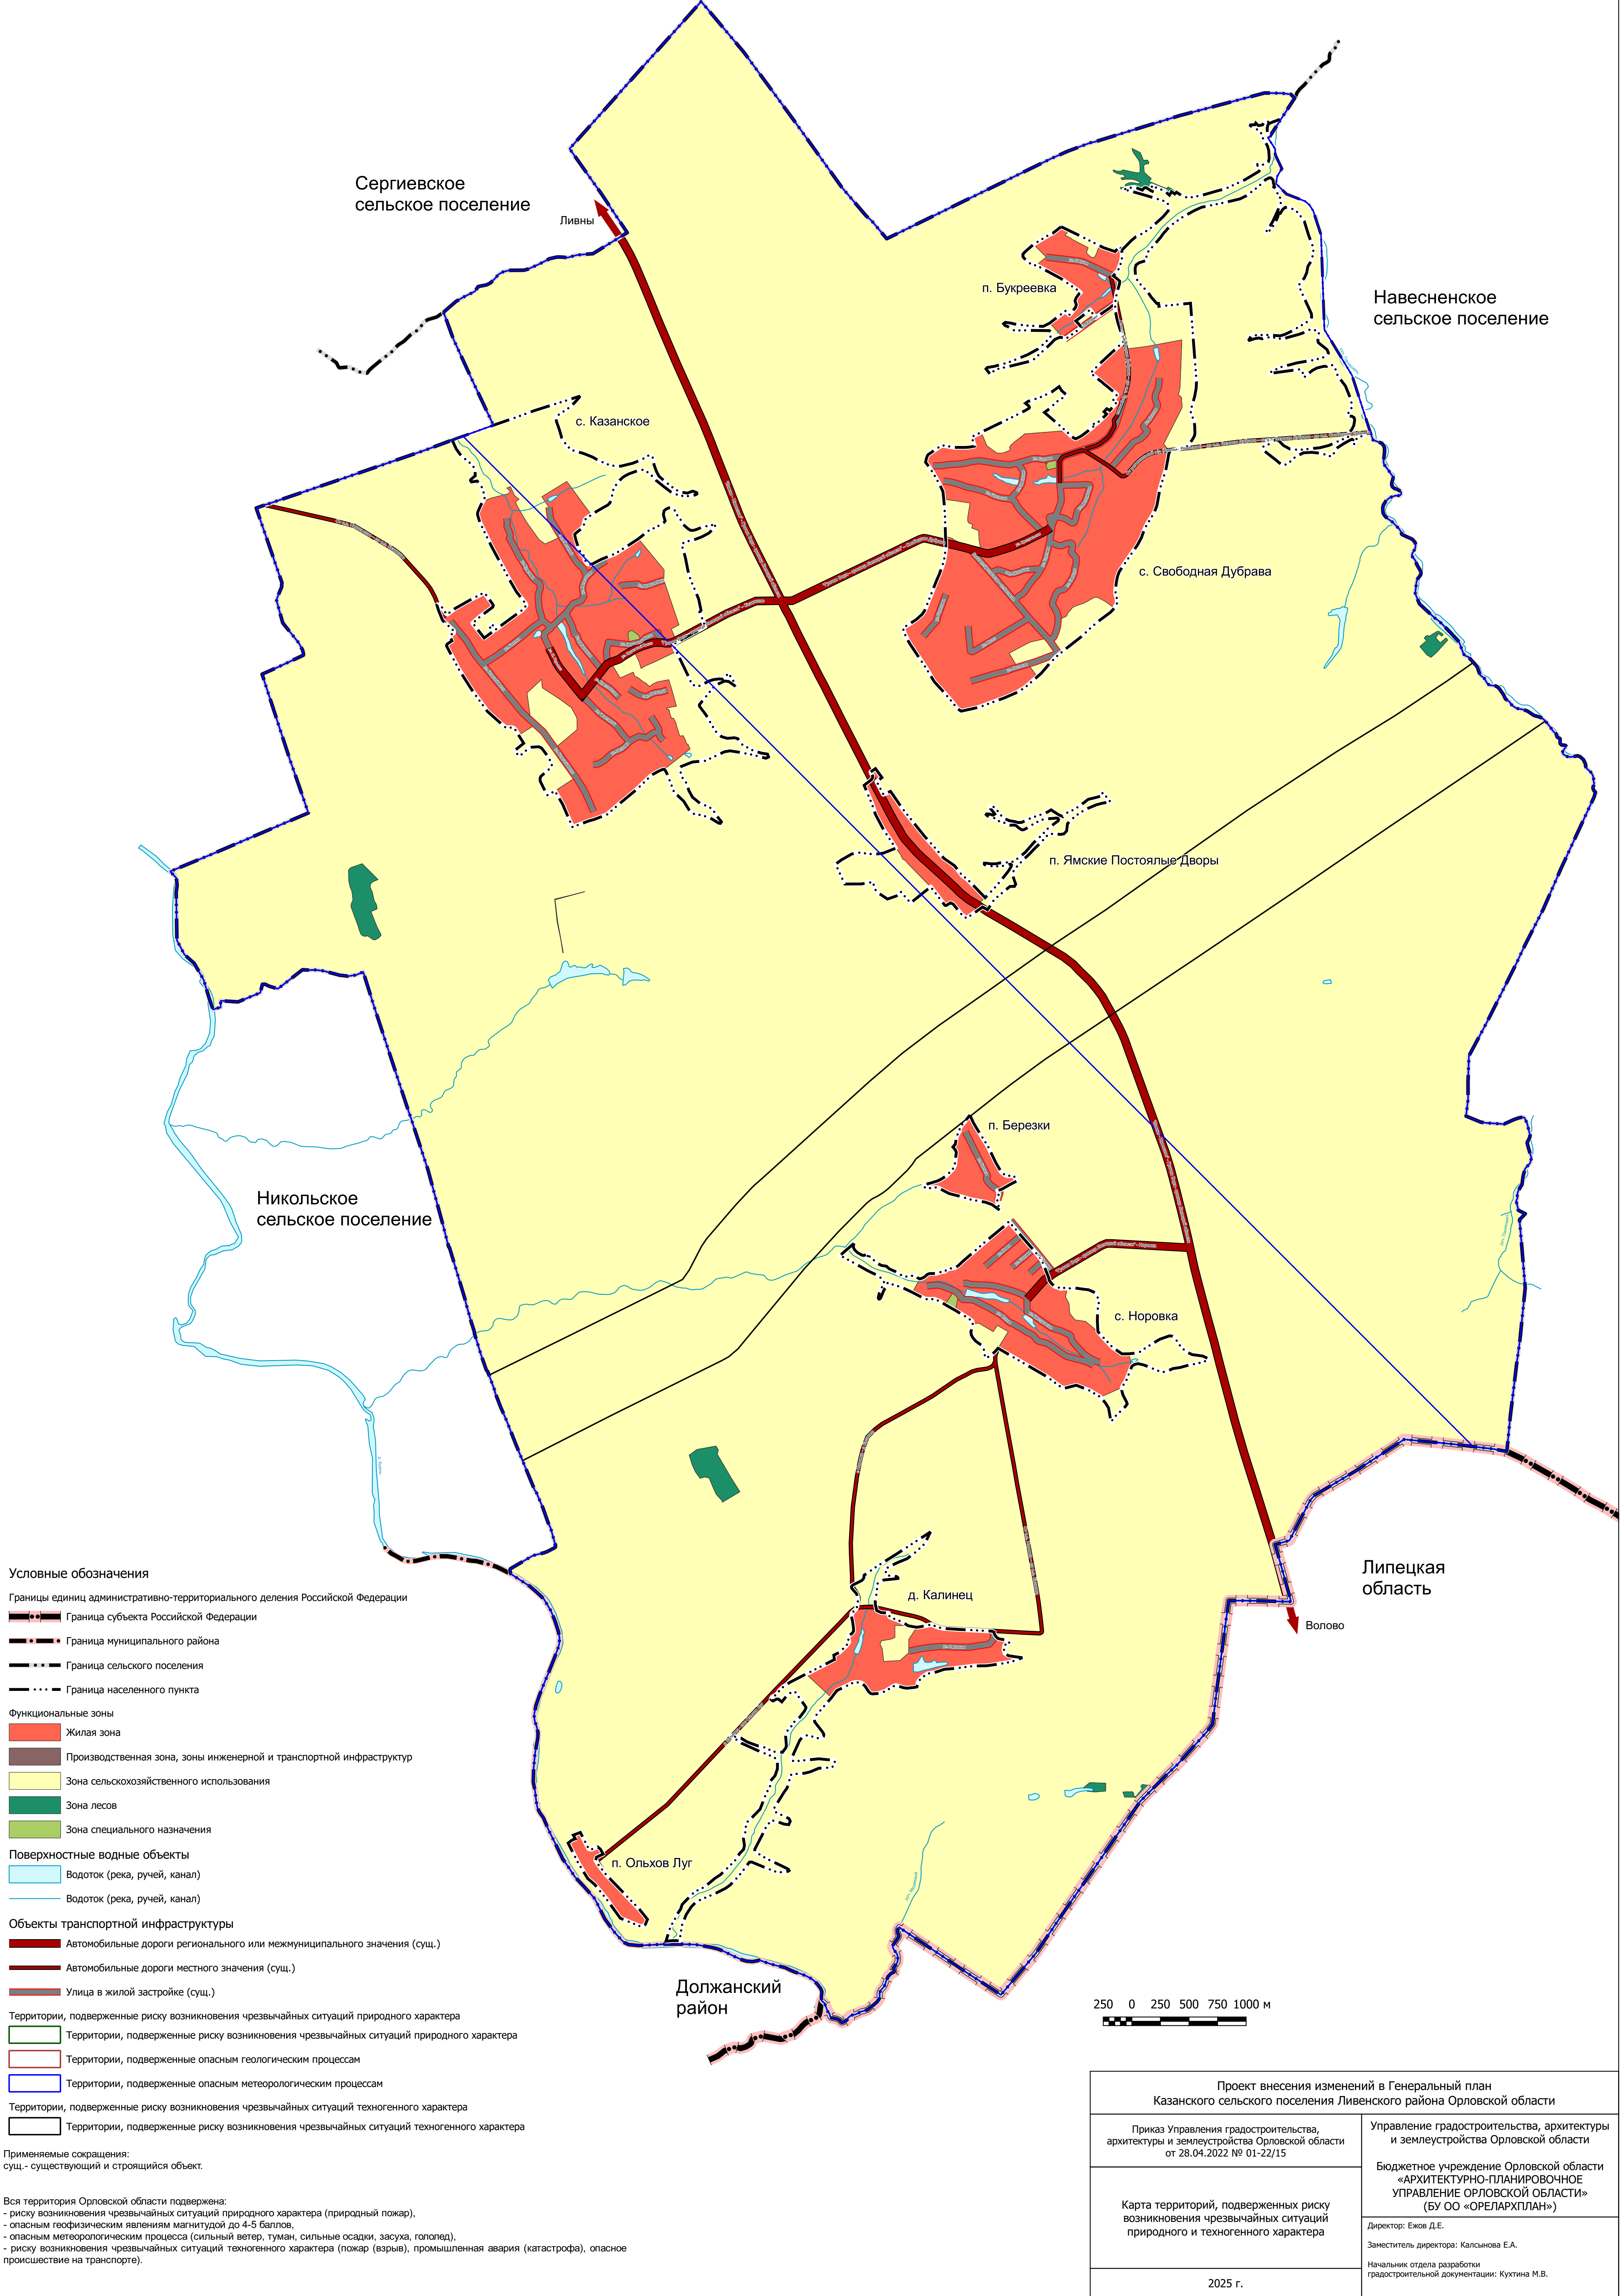 Сергиевское
сельское поселение
Ливны
Навесненское
сельское поселение
п. Букреевка
с. Казанское
с. Свободная Дубрава
п. Ямские Постоялые Дворы
п. Березки
Никольское
сельское поселение
с. Норовка
д. Калинец
Липецкая
область
Волово
п. Ольхов Луг
Должанский
район
Условные обозначения
Границы единиц административно-территориального деления Российской Федерации
Граница субъекта Российской Федерации
Граница муниципального района
Граница сельского поселения
Граница населенного пункта
Функциональные зоны
Жилая зона
Производственная зона, зоны инженерной и транспортной инфраструктур
Зона сельскохозяйственного использования
Зона лесов
Зона специального назначения
Поверхностные водные объекты
Водоток (река, ручей, канал)
Водоток (река, ручей, канал)
Объекты транспортной инфраструктуры
Автомобильные дороги регионального или межмуниципального значения (сущ.)
Автомобильные дороги местного значения (сущ.)
Улица в жилой застройке (сущ.)
Территории, подверженные риску возникновения чрезвычайных ситуаций природного характера
Территории, подверженные риску возникновения чрезвычайных ситуаций природного характера
Территории, подверженные опасным геологическим процессам
Территории, подверженные опасным метеорологическим процессам
Территории, подверженные риску возникновения чрезвычайных ситуаций техногенного характера
Территории, подверженные риску возникновения чрезвычайных ситуаций техногенного характера
Применяемые сокращения:
сущ.- существующий и строящийся объект.
Вся территория Орловской области подвержена:
- риску возникновения чрезвычайных ситуаций природного характера (природный пожар),
- опасным геофизическим явлениям магнитудой до 4-5 баллов,
- опасным метеорологическим процесса (сильный ветер, туман, сильные осадки, засуха, гололед),
- риску возникновения чрезвычайных ситуаций техногенного характера (пожар (взрыв), промышленная авария (катастрофа), опасное
происшествие на транспорте).
250 0 250 500 750 1000 м
Проект внесения изменений в Генеральный план
Казанского сельского поселения Ливенского района Орловской области
Приказ Управления градостроительства,
архитектуры и землеустройства Орловской области
от 28.04.2022 № 01-22/15
Управление градостроительства, архитектуры
и землеустройства Орловской области
Бюджетное учреждение Орловской области
«АРХИТЕКТУРНО-ПЛАНИРОВОЧНОЕ
УПРАВЛЕНИЕ ОРЛОВСКОЙ ОБЛАСТИ»
(БУ ОО «ОРЕЛАРХПЛАН»)
Карта территорий, подверженных риску
возникновения чрезвычайных ситуаций
природного и техногенного характера
Директор: Ежов Д.Е.
Заместитель директора: Калсынова Е.А.
Начальник отдела разработки
градостроительной документации: Кухтина М.В.
2025 г.